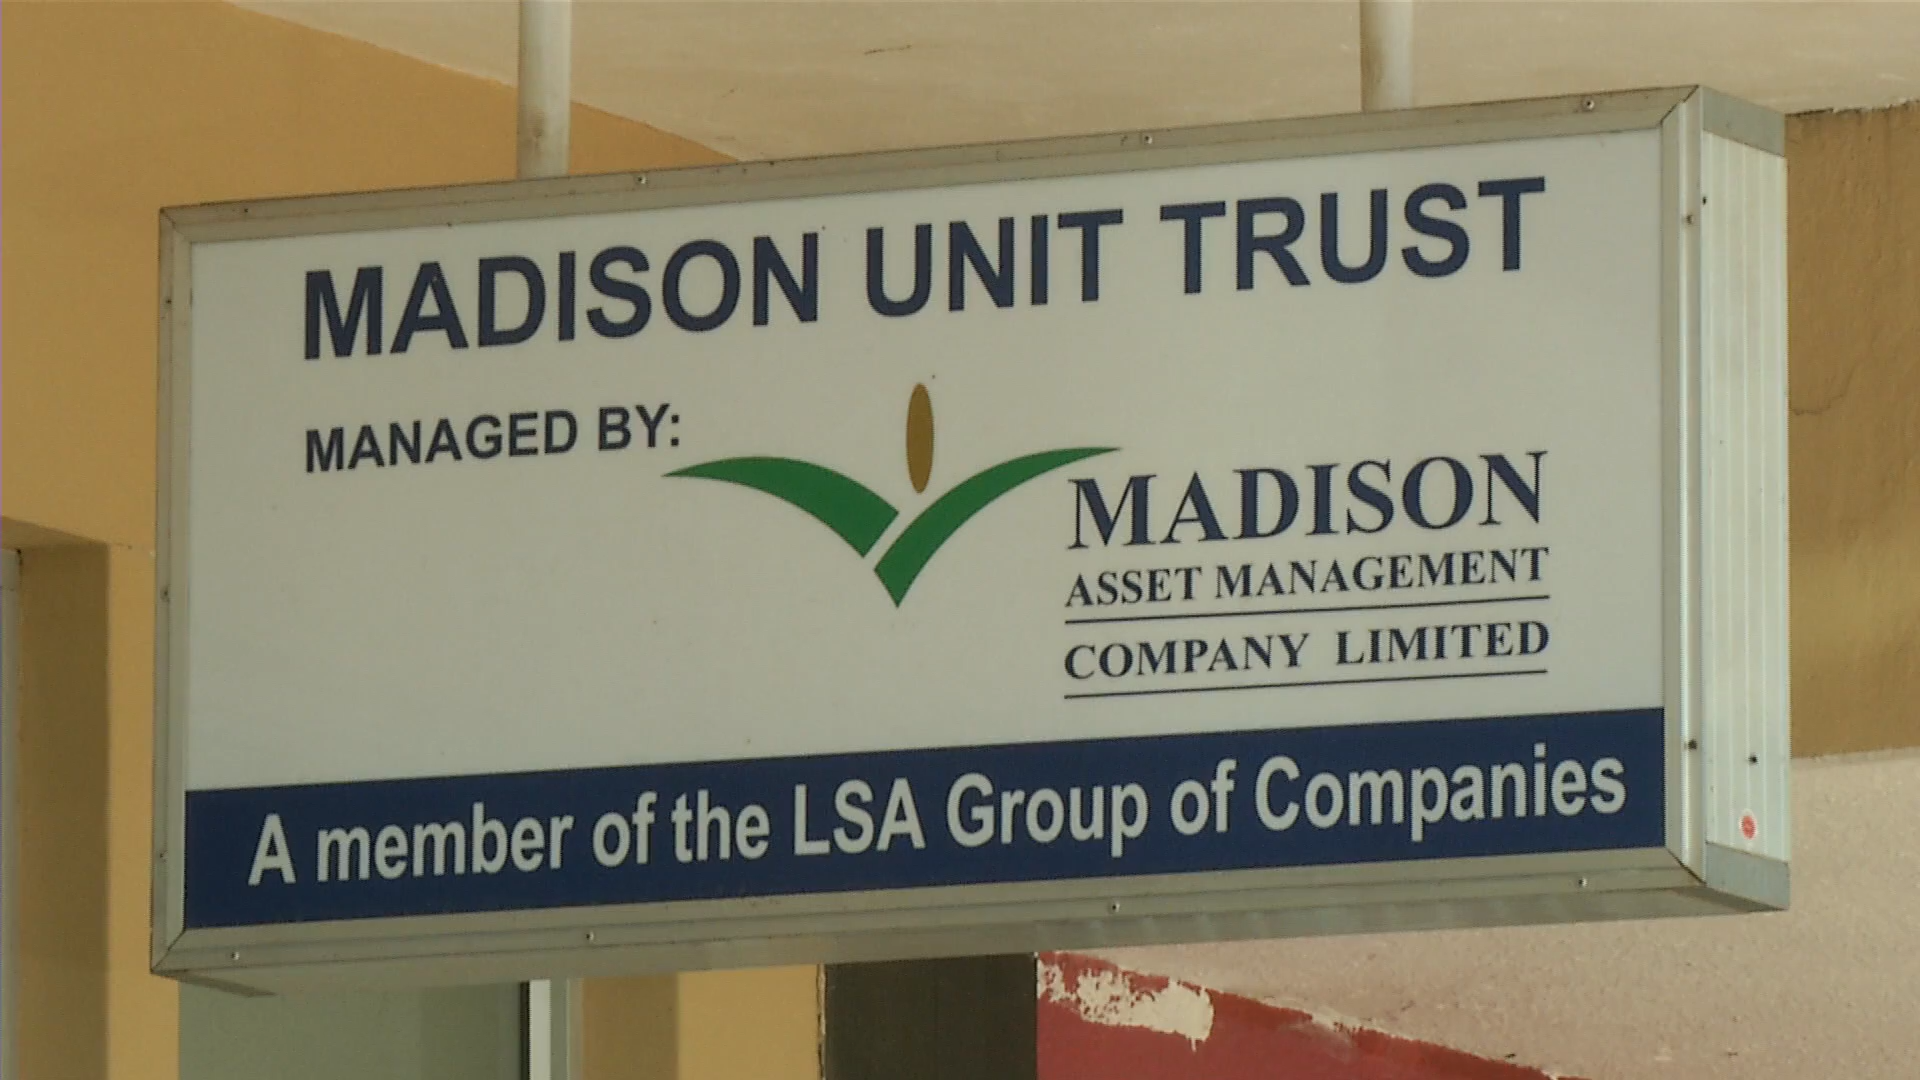 MADISON UNIT TRUST
MANAGED BY:
MADISON
ASSET MANAGEMENT
COMPANY LIMITED
A member of the LSA Group of Companies